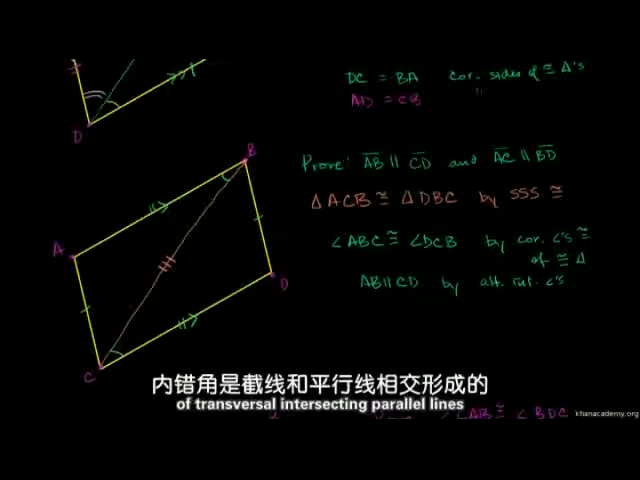 DC = BA cor. sides of ≅ Δ's
AD = CB
D
Prove: AB || CD and AC || BD
B
ΔACB ≅ ΔDBC by SSS ≅
∠ABC ≅ ∠DCB by cor. ∠'s ≅
of ≅ Δ
A
D
AB || CD by alt. int. ∠'s
C
内错角是截线和平行线相交形成的
of transversal intersecting parallel lines
≅ ∠BDC
khanacademy.org